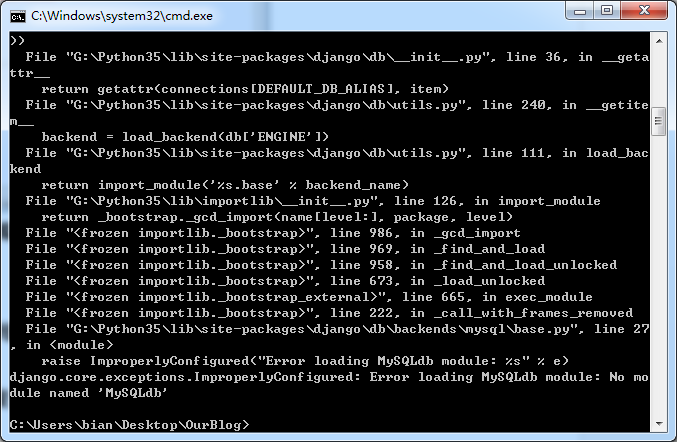 C:\Windows\system32\cmd.exe
))
  File "G:\Python35\lib\site-packages\django\db\__init__.py", line 36, in __geta
ttr__
    return getattr(connections[DEFAULT_DB_ALIAS], item)
  File "G:\Python35\lib\site-packages\django\db\utils.py", line 240, in __getite
m__
    backend = load_backend(db['ENGINE'])
  File "G:\Python35\lib\site-packages\django\db\utils.py", line 111, in load_bac
kend
    return import_module('%s.base' % backend_name)
  File "G:\Python35\lib\importlib\__init__.py", line 126, in import_module
    return _bootstrap._gcd_import(name[level:], package, level)
  File "<frozen importlib._bootstrap>", line 986, in _gcd_import
  File "<frozen importlib._bootstrap>", line 969, in _find_and_load
  File "<frozen importlib._bootstrap>", line 958, in _find_and_load_unlocked
  File "<frozen importlib._bootstrap>", line 673, in _load_unlocked
  File "<frozen importlib._bootstrap_external>", line 665, in exec_module
  File "<frozen importlib._bootstrap>", line 222, in _call_with_frames_removed
  File "G:\Python35\lib\site-packages\django\db\backends\mysql\base.py", line 27
, in <module>
    raise ImproperlyConfigured("Error loading MySQLdb module: %s" % e)
django.core.exceptions.ImproperlyConfigured: Error loading MySQLdb module: No mo
dule named 'MySQLdb'
C:\Users\bian\Desktop\OurBlog>